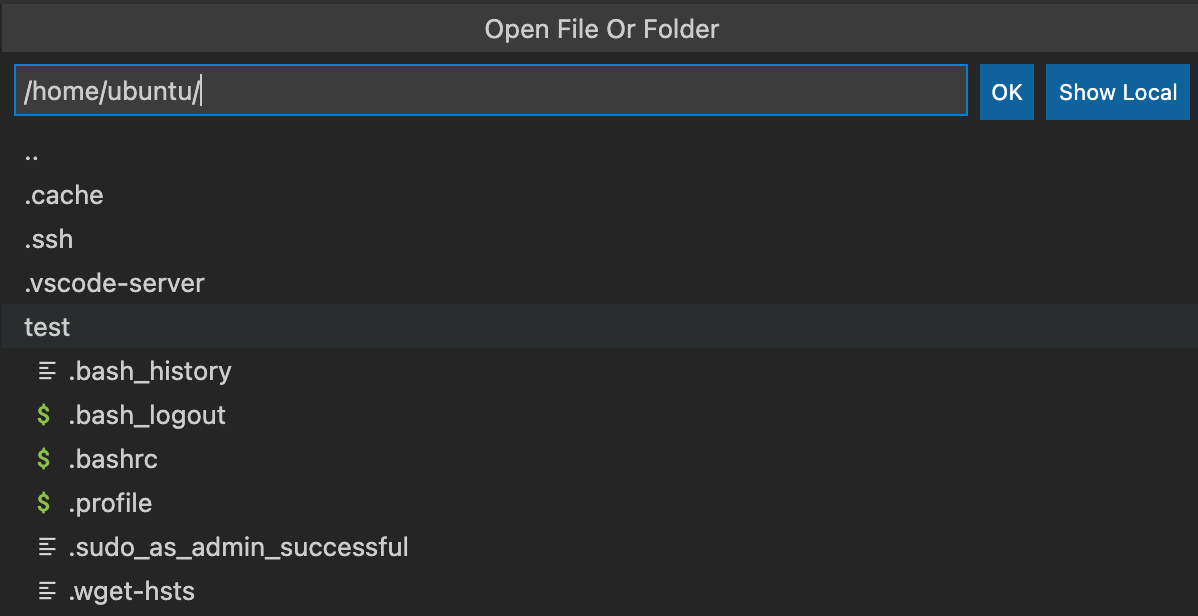 Open File Or Folder
/home/ubuntu/
OK
Show Local
..
.cache
.ssh
.vscode-server
test
.bash_history
$ .bash_logout
$ .bashrc
$ .profile
.sudo_as_admin_successful
.wget-hsts